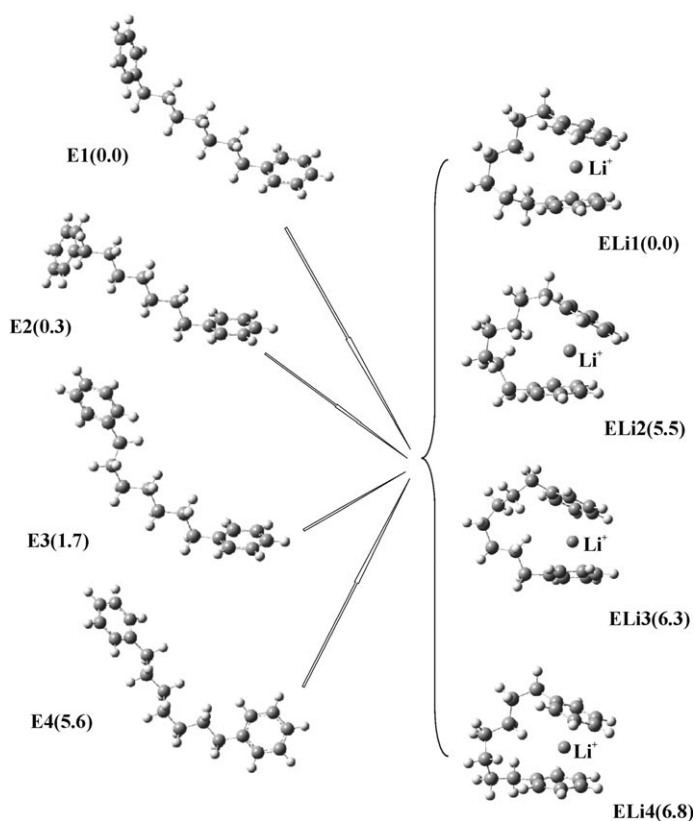 E1(0.0)
E2(0.3)
E3(1.7)
E4(5.6)
Li+
ELi1(0.0)
Li+
ELi2(5.5)
Li+
ELi3(6.3)
Li+
ELi4(6.8)